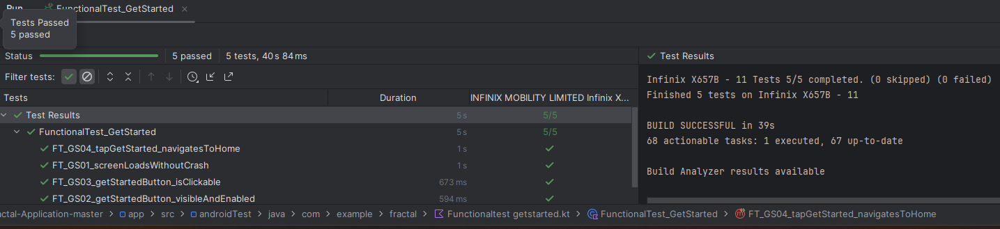 Run FunctionalTest_GetStarted
Tests Passed
5 passed
Status 5 passed 5 tests, 40 s 84 ms
Filter tests:
Tests Duration INFINIX MOBILITY LIMITED Infinix X...
Test Results 5 s 5/5
FunctionalTest_GetStarted 5 s 5/5
FT_GS04_tapGetStarted_navigatesToHome 1 s
FT_GS01_screenLoadsWithoutCrash 1 s
FT_GS03_getStartedButton_isClickable 673 ms
FT_GS02_getStartedButton_visibleAndEnabled 594 ms
Test Results
Infinix X657B - 11 Tests 5/5 completed. (0 skipped) (0 failed)
Finished 5 tests on Infinix X657B - 11
BUILD SUCCESSFUL in 39s
68 actionable tasks: 1 executed, 67 up-to-date
Build Analyzer results available
actal-Application-master > app > src > androidTest > java > com > example > fractal > Functionaltest getstarted.kt > FunctionalTest_GetStarted > FT_GS04_tapGetStarted_navigatesToHome